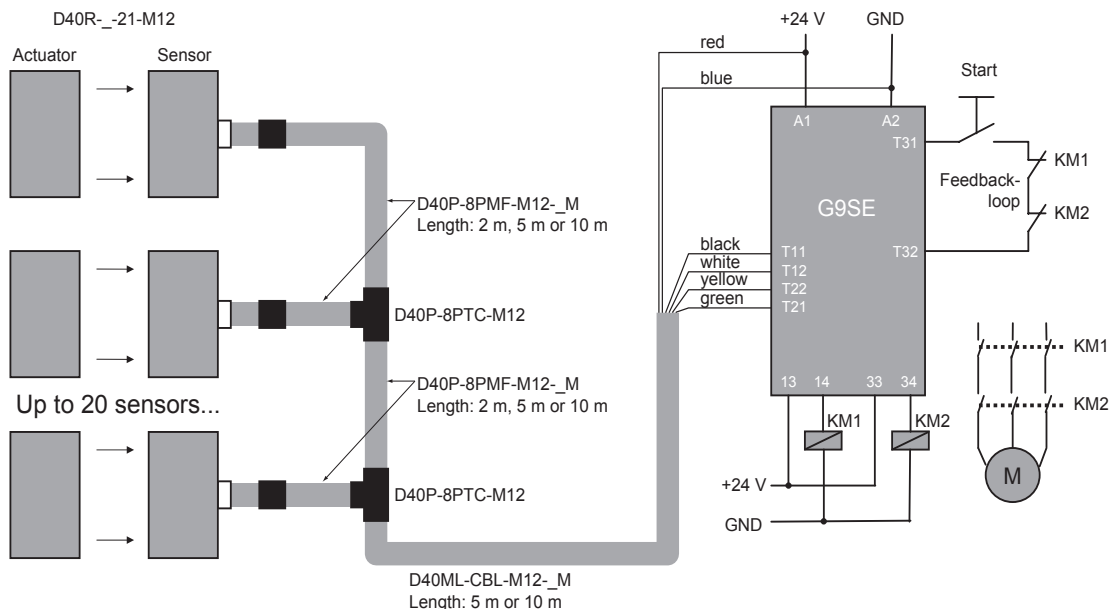 D40R-_-21-M12
Actuator
Sensor
+24 V
GND
red
blue
Start
A1
A2
T31
KM1
Feedback-
loop
KM2
G9SE
D40P-8PMF-M12-_M
Length: 2 m, 5 m or 10 m
black
white
yellow
green
T11
T12
T22
T21
T32
D40P-8PTC-M12
KM1
D40P-8PMF-M12-_M
Length: 2 m, 5 m or 10 m
13
14
33
34
KM2
Up to 20 sensors...
KM1
KM2
M
D40P-8PTC-M12
+24 V
GND
D40ML-CBL-M12-_M
Length: 5 m or 10 m